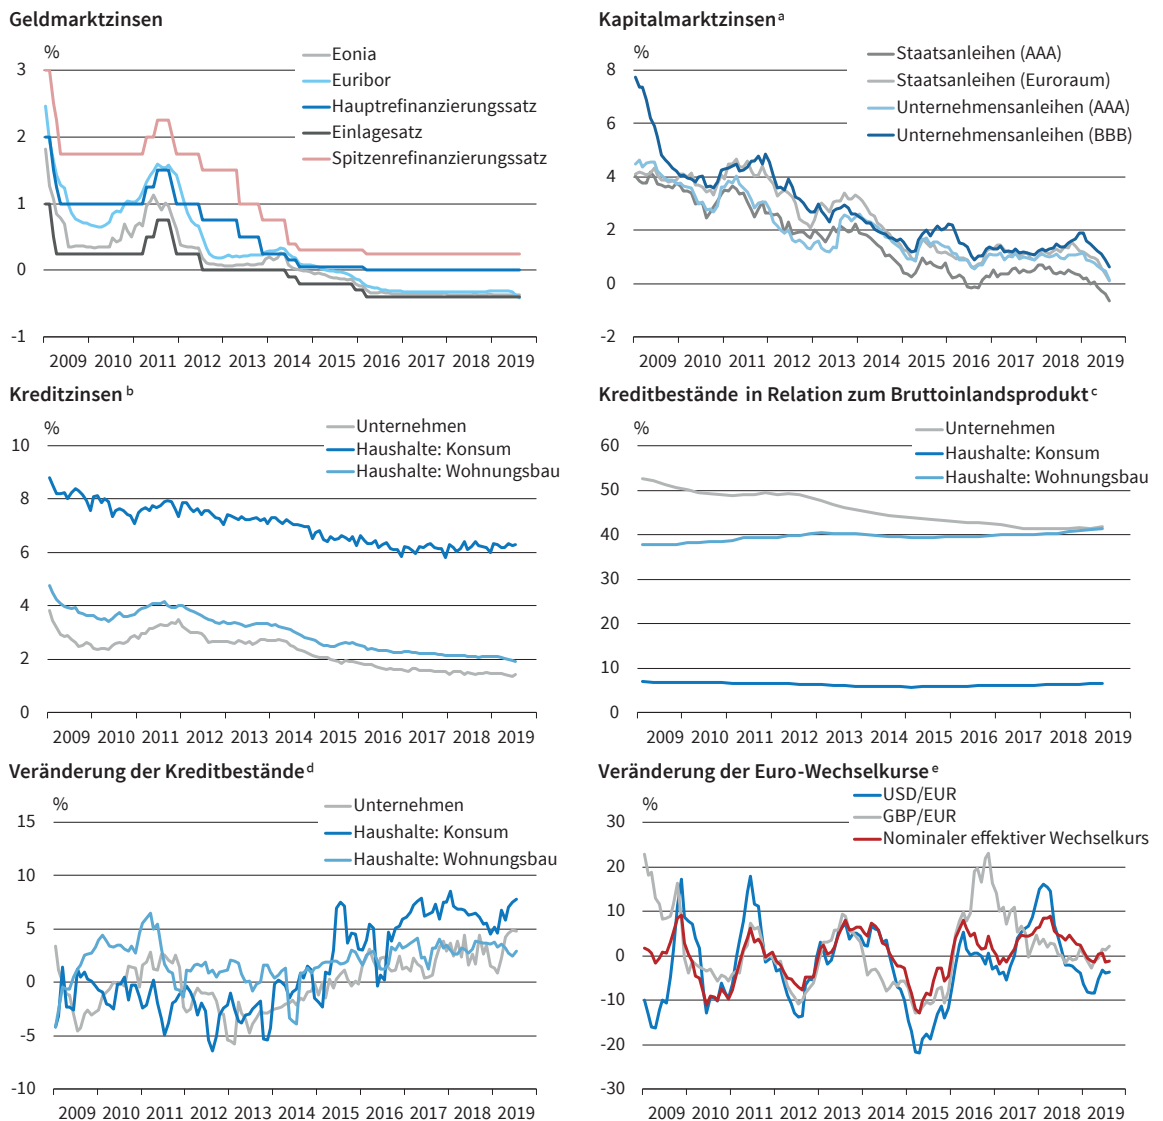 Geldmarktzinsen
%
Eonia
Euribor
Hauptrefinanzierungssatz
Einlagesatz
Spitzenrefinanzierungssatz
3
2
1
0
-1
2009 2010 2011 2012 2013 2014 2015 2016 2017 2018 2019
Kapitalmarktzinsen a
%
Staatsanleihen (AAA)
Staatsanleihen (Euroraum)
Unternehmensanleihen (AAA)
Unternehmensanleihen (BBB)
8
6
4
2
0
-2
2009 2010 2011 2012 2013 2014 2015 2016 2017 2018 2019
Kreditzinsen b
%
Unternehmen
Haushalte: Konsum
Haushalte: Wohnungsbau
10
8
6
4
2
0
2009 2010 2011 2012 2013 2014 2015 2016 2017 2018 2019
Kreditbestände in Relation zum Bruttoinlandsprodukt c
%
Unternehmen
Haushalte: Konsum
Haushalte: Wohnungsbau
60
50
40
30
20
10
0
2009 2010 2011 2012 2013 2014 2015 2016 2017 2018 2019
Veränderung der Kreditbestände d
%
Unternehmen
Haushalte: Konsum
Haushalte: Wohnungsbau
15
10
5
0
-5
-10
2009 2010 2011 2012 2013 2014 2015 2016 2017 2018 2019
Veränderung der Euro-Wechselkurse e
%
USD/EUR
GBP/EUR
Nominaler effektiver Wechselkurs
30
20
10
0
-10
-20
-30
2009 2010 2011 2012 2013 2014 2015 2016 2017 2018 2019